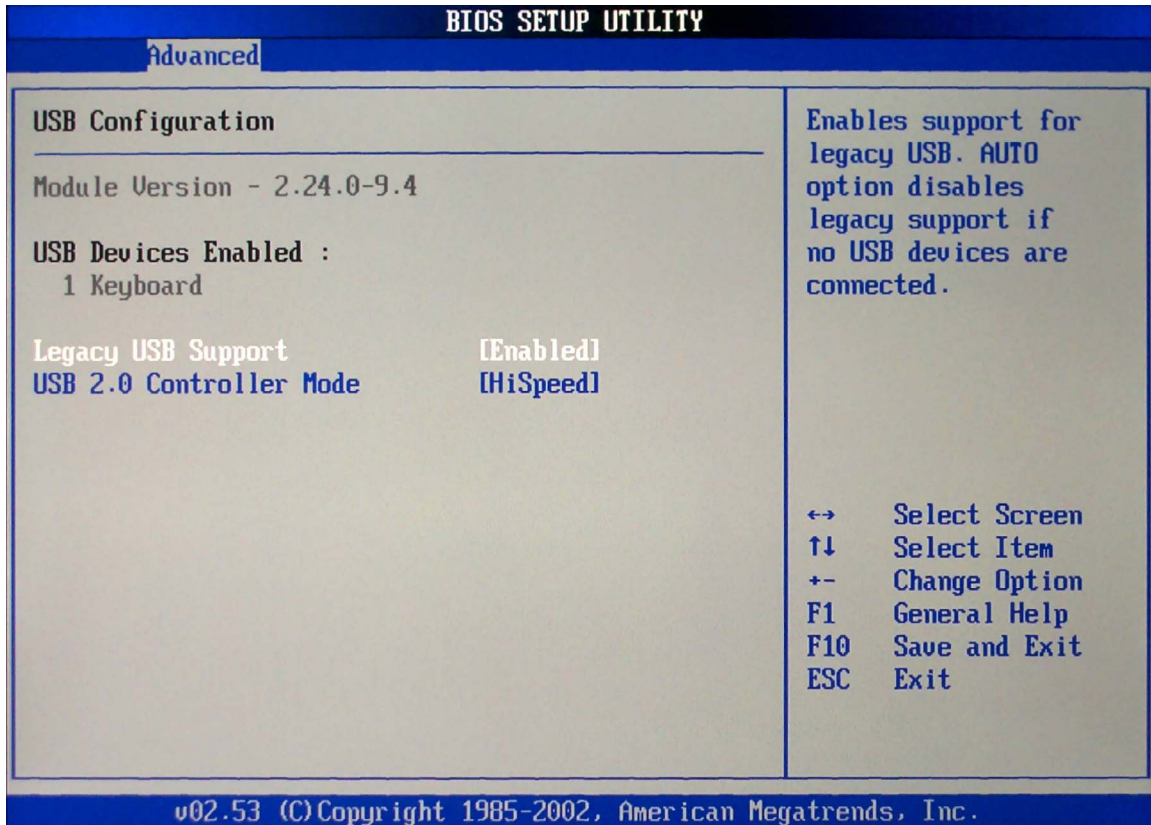 BIOS SETUP UTILITY
Advanced
USB Configuration
Module Version - 2.24.0-9.4
USB Devices Enabled :
1 Keyboard
Legacy USB Support [Enabled]
USB 2.0 Controller Mode [HiSpeed]
Enables support for
legacy USB. AUTO
option disables
legacy support if
no USB devices are
connected.
←→ Select Screen
↑↓ Select Item
+- Change Option
F1 General Help
F10 Save and Exit
ESC Exit
v02.53 (C)Copyright 1985-2002, American Megatrends, Inc.